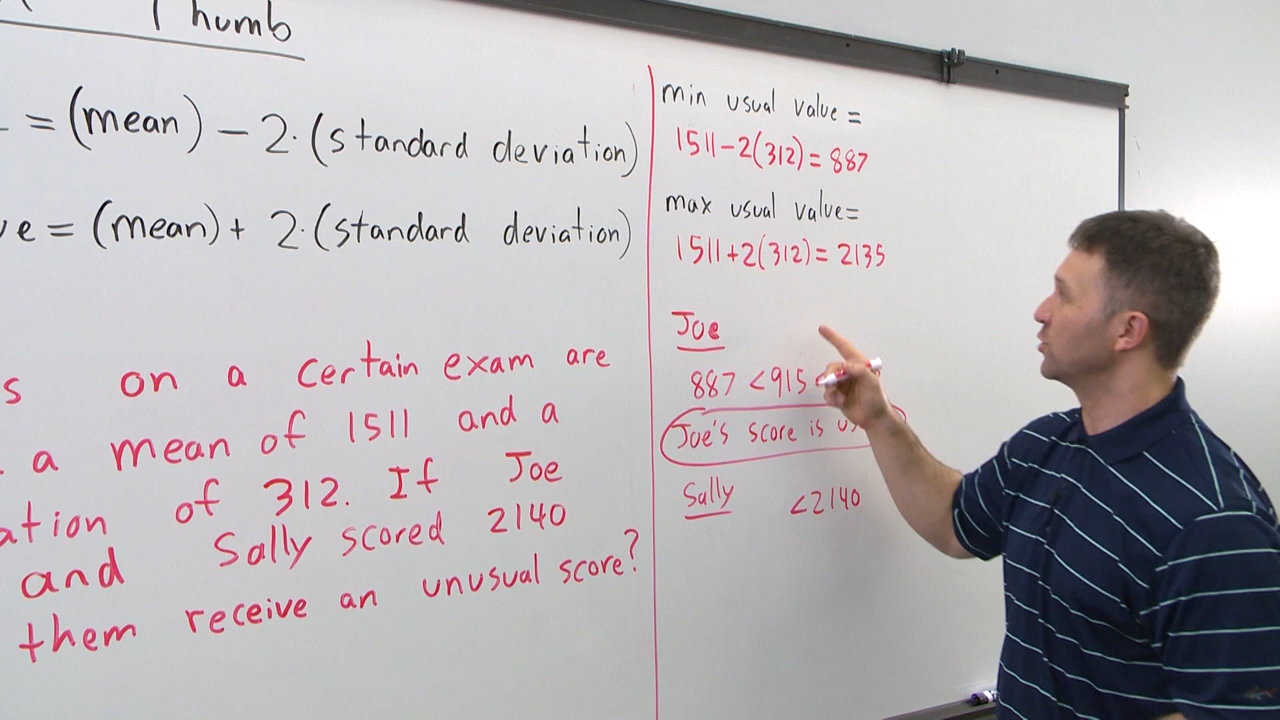 Thumb
= (mean) – 2·(standard deviation)
= (mean) + 2·(standard deviation)
on a certain exam are
a mean of 1511 and a
of 312. If Joe
and Sally scored 2140
them receive an unusual score?
min usual value =
1511–2(312)=887
max usual value=
1511+2(312)=2135
Joe
887 <915
Joe's score is
Sally <2140